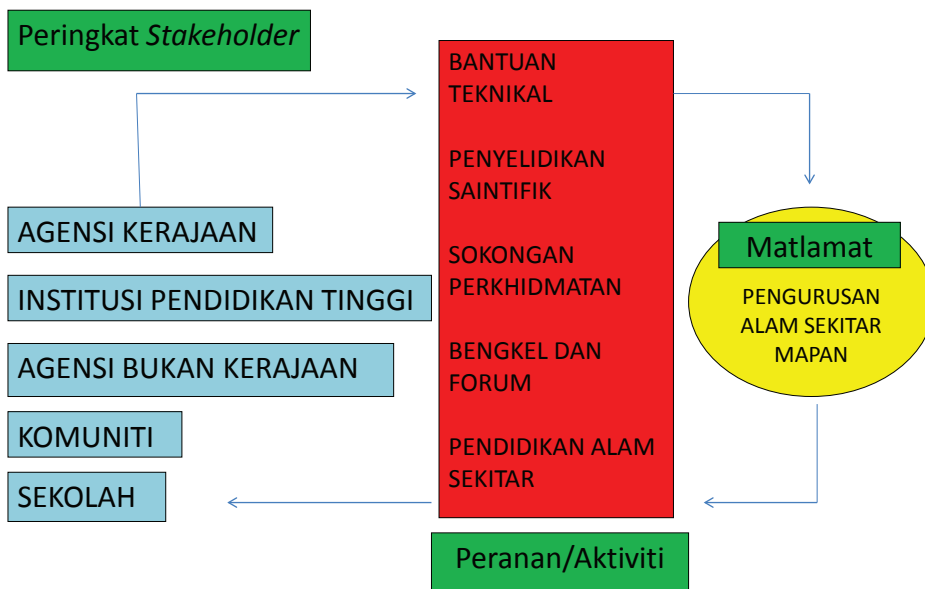 Peringkat Stakeholder
AGENSI KERAJAAN
INSTITUSI PENDIDIKAN TINGGI
AGENSI BUKAN KERAJAAN
KOMUNITI
SEKOLAH
BANTUAN
TEKNIKAL
PENYELIDIKAN
SAINTIFIK
SOKONGAN
PERKHIDMATAN
BENGKEL DAN
FORUM
PENDIDIKAN ALAM
SEKITAR
Peranan/Aktiviti
Matlamat
PENGURUSAN
ALAM SEKITAR
MAPAN